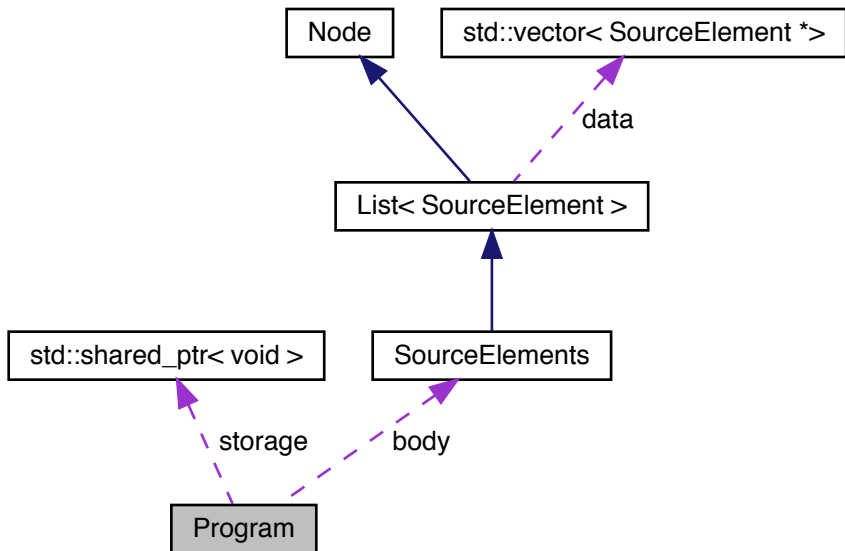 Node
std::vector< SourceElement *>
data
List< SourceElement >
std::shared_ptr< void >
SourceElements
storage
body
Program